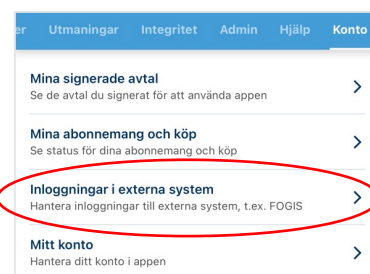 er Utmaningar Integritet Admin Hjälp Konto
Mina signerade avtal
Se de avtal du signerat för att använda appen
Mina abonnemang och köp
Se status för dina abonnemang och köp
Inloggningar i externa system
Hantera inloggningar till externa system, t.ex. FOGIS
Mitt konto
Hantera ditt konto i appen